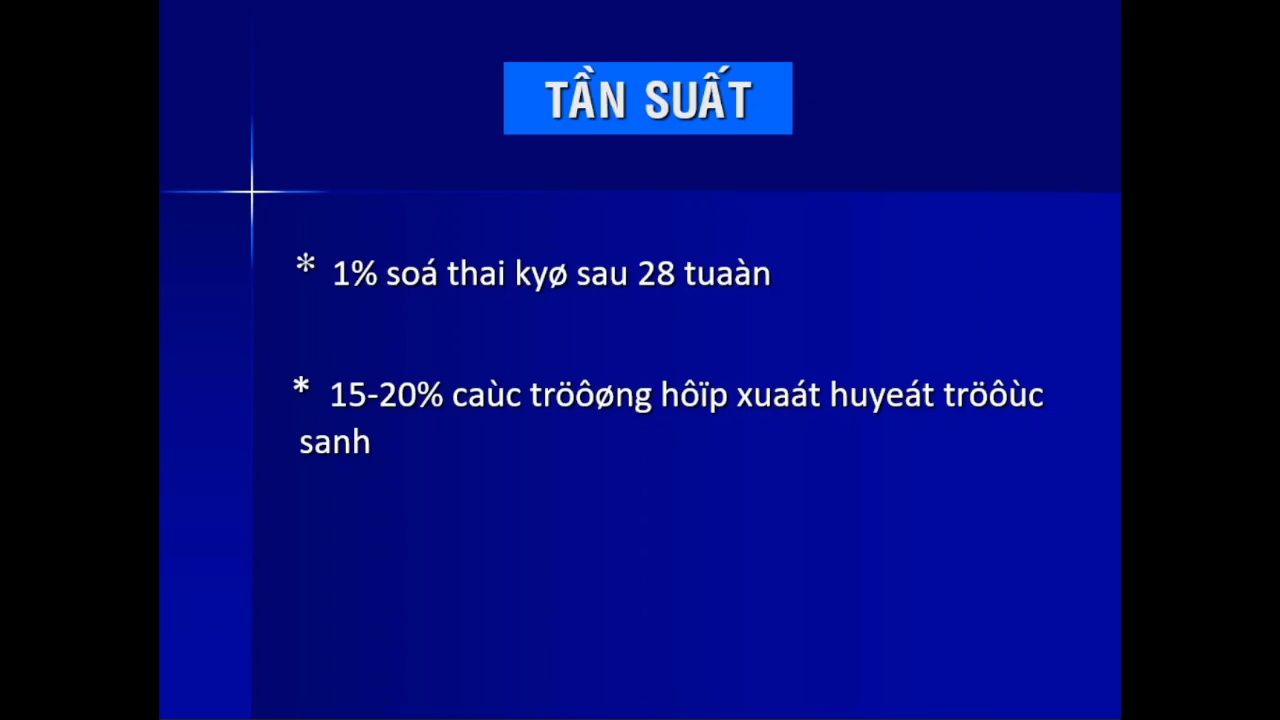 TẦN SUẤT
* 1% soá thai kyø sau 28 tuaàn
* 15-20% caùc tröôøng hôïp xuaát huyeát tröôùc
sanh